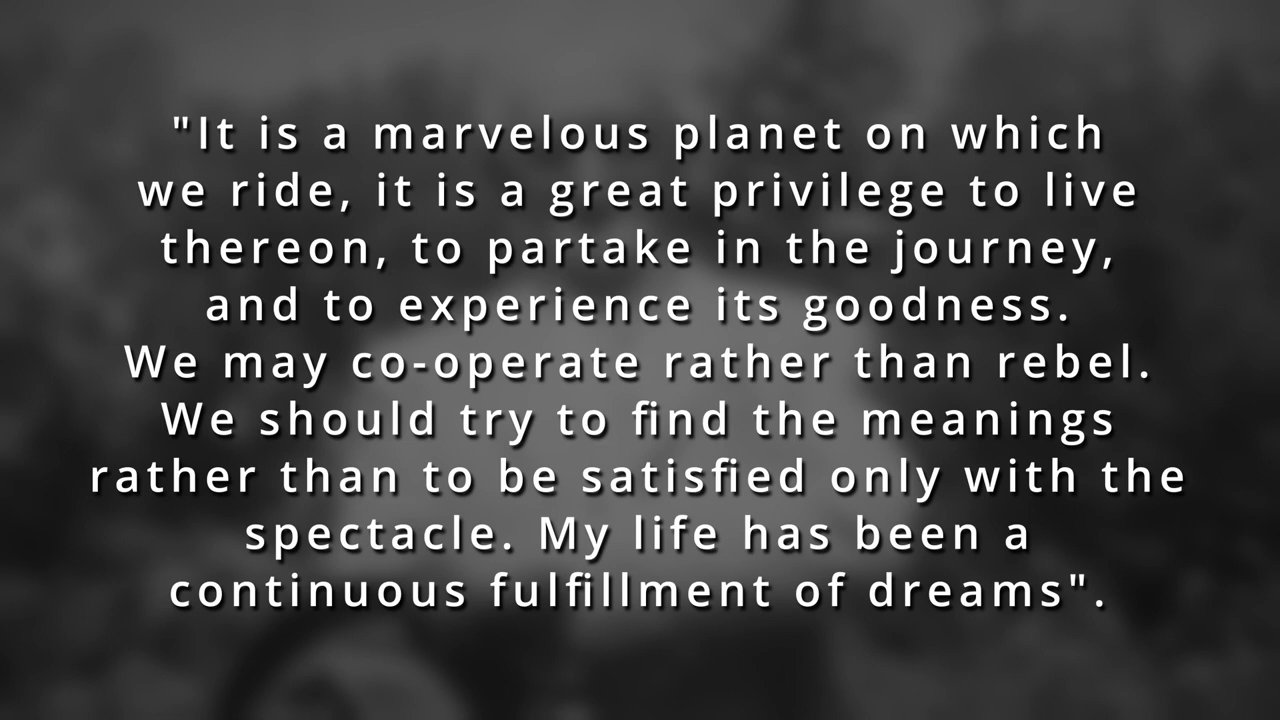 "It is a marvelous planet on which
we ride, it is a great privilege to live
thereon, to partake in the journey,
and to experience its goodness.
We may co-operate rather than rebel.
We should try to find the meanings
rather than to be satisfied only with the
spectacle. My life has been a
continuous fulfillment of dreams".